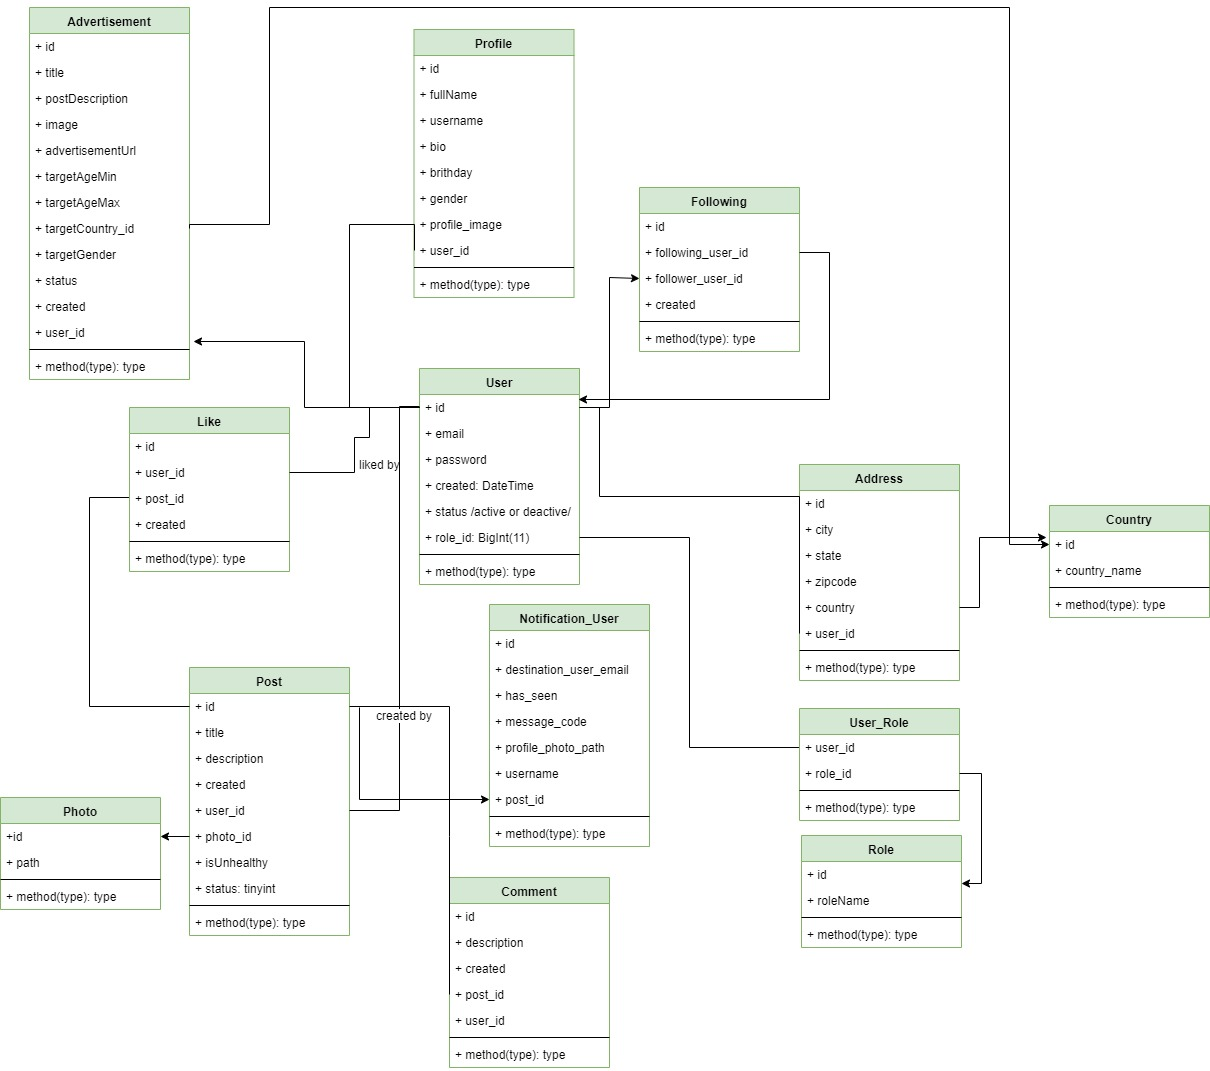 Advertisement
+ id
+ title
+ postDescription
+ image
+ advertisementUrl
+ targetAgeMin
+ targetAgeMax
+ targetCountry_id
+ targetGender
+ status
+ created
+ user_id
+ method(type): type
Profile
+ id
+ fullName
+ username
+ bio
+ brithday
+ gender
+ profile_image
+ user_id
+ method(type): type
Following
+ id
+ following_user_id
+ follower_user_id
+ created
+ method(type): type
User
+ id
+ email
+ password
+ created: DateTime
+ status /active or deactive/
+ role_id: BigInt(11)
+ method(type): type
Like
+ id
+ user_id
+ post_id
+ created
+ method(type): type
liked by
Address
+ id
+ city
+ state
+ zipcode
+ country
+ user_id
+ method(type): type
Country
+ id
+ country_name
+ method(type): type
Notification_User
+ id
+ destination_user_email
+ has_seen
+ message_code
+ profile_photo_path
+ username
+ post_id
+ method(type): type
Post
+ id
+ title
+ description
+ created
+ user_id
+ photo_id
+ isUnhealthy
+ status: tinyint
+ method(type): type
created by
User_Role
+ user_id
+ role_id
+ method(type): type
Photo
+id
+ path
+ method(type): type
Role
+ id
+ roleName
+ method(type): type
Comment
+ id
+ description
+ created
+ post_id
+ user_id
+ method(type): type